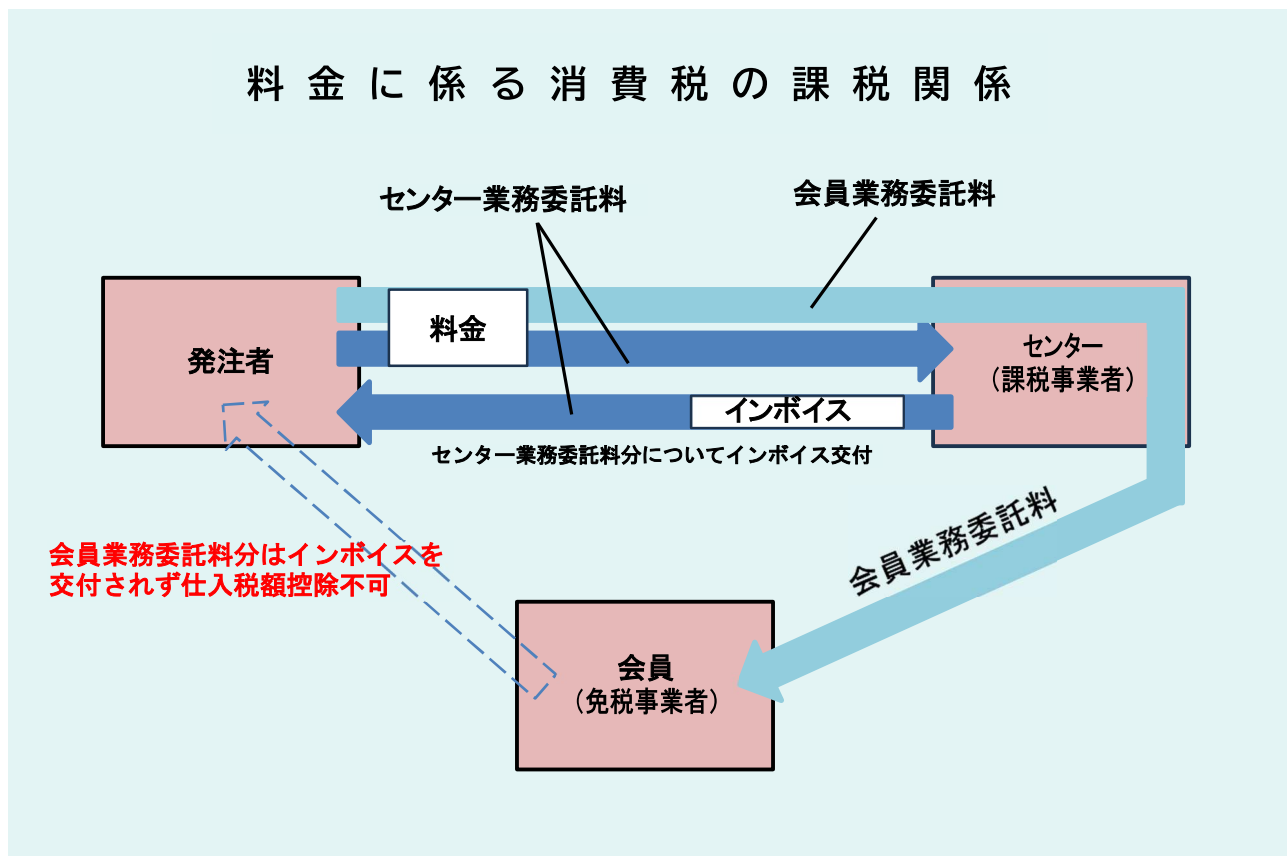 料金に係る消費税の課税関係
センター業務委託料
会員業務委託料
発注者
料金
センター
（課税事業者）
インボイス
センター業務委託料分についてインボイス交付
会員業務委託料
会員業務委託料分はインボイスを
交付されず仕入税額控除不可
会員
（免税事業者）